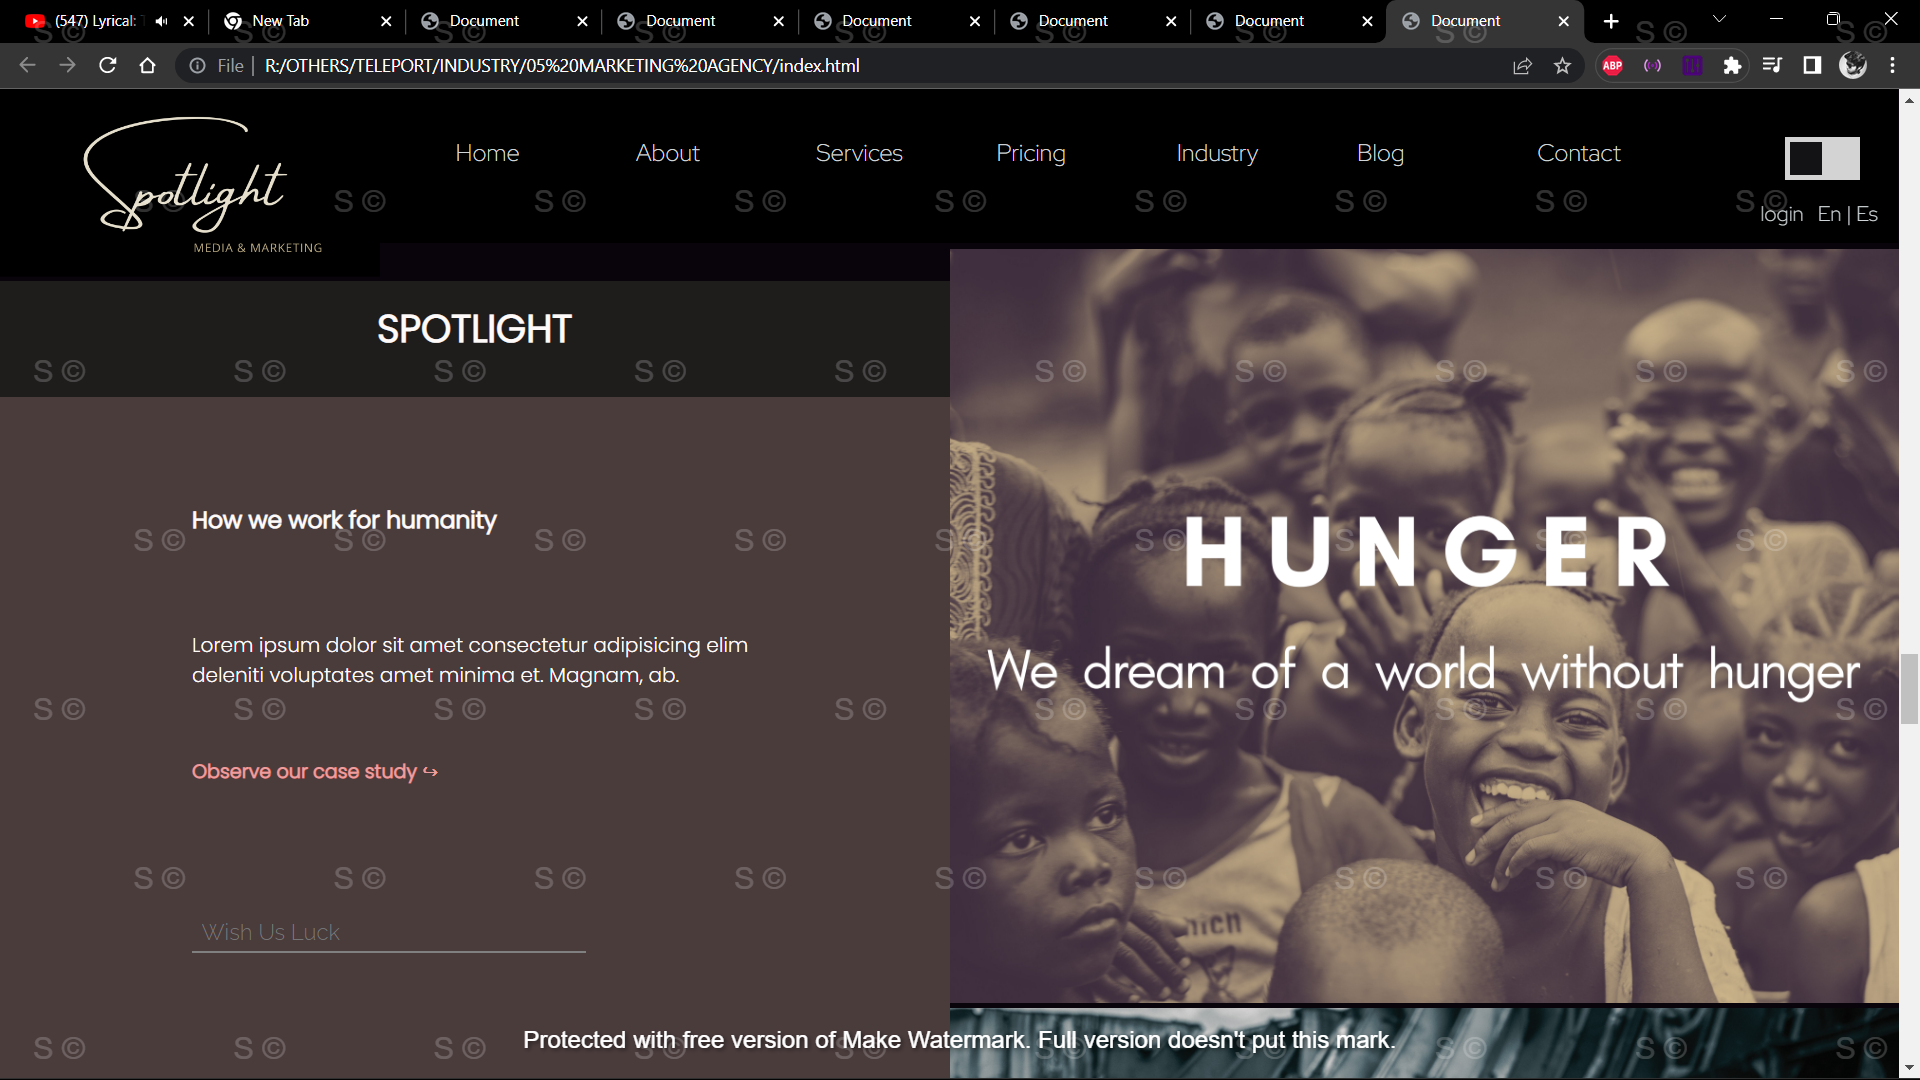 (547) Lyrical:
New Tab
Document
Document
Document
Document
Document
Document
File
R:/OTHERS/TELEPORT/INDUSTRY/05%20MARKETING%20AGENCY/index.html
ABP
Spotlight
MEDIA & MARKETING
Home
About
Services
Pricing
Industry
Blog
Contact
login En | Es
SPOTLIGHT
How we work for humanity
Lorem ipsum dolor sit amet consectetur adipisicing elim
deleniti voluptates amet minima et. Magnam, ab.
Observe our case study ↪
Wish Us Luck
HUNGER
We dream of a world without hunger
S ©
Protected with free version of Make Watermark. Full version doesn't put this mark.